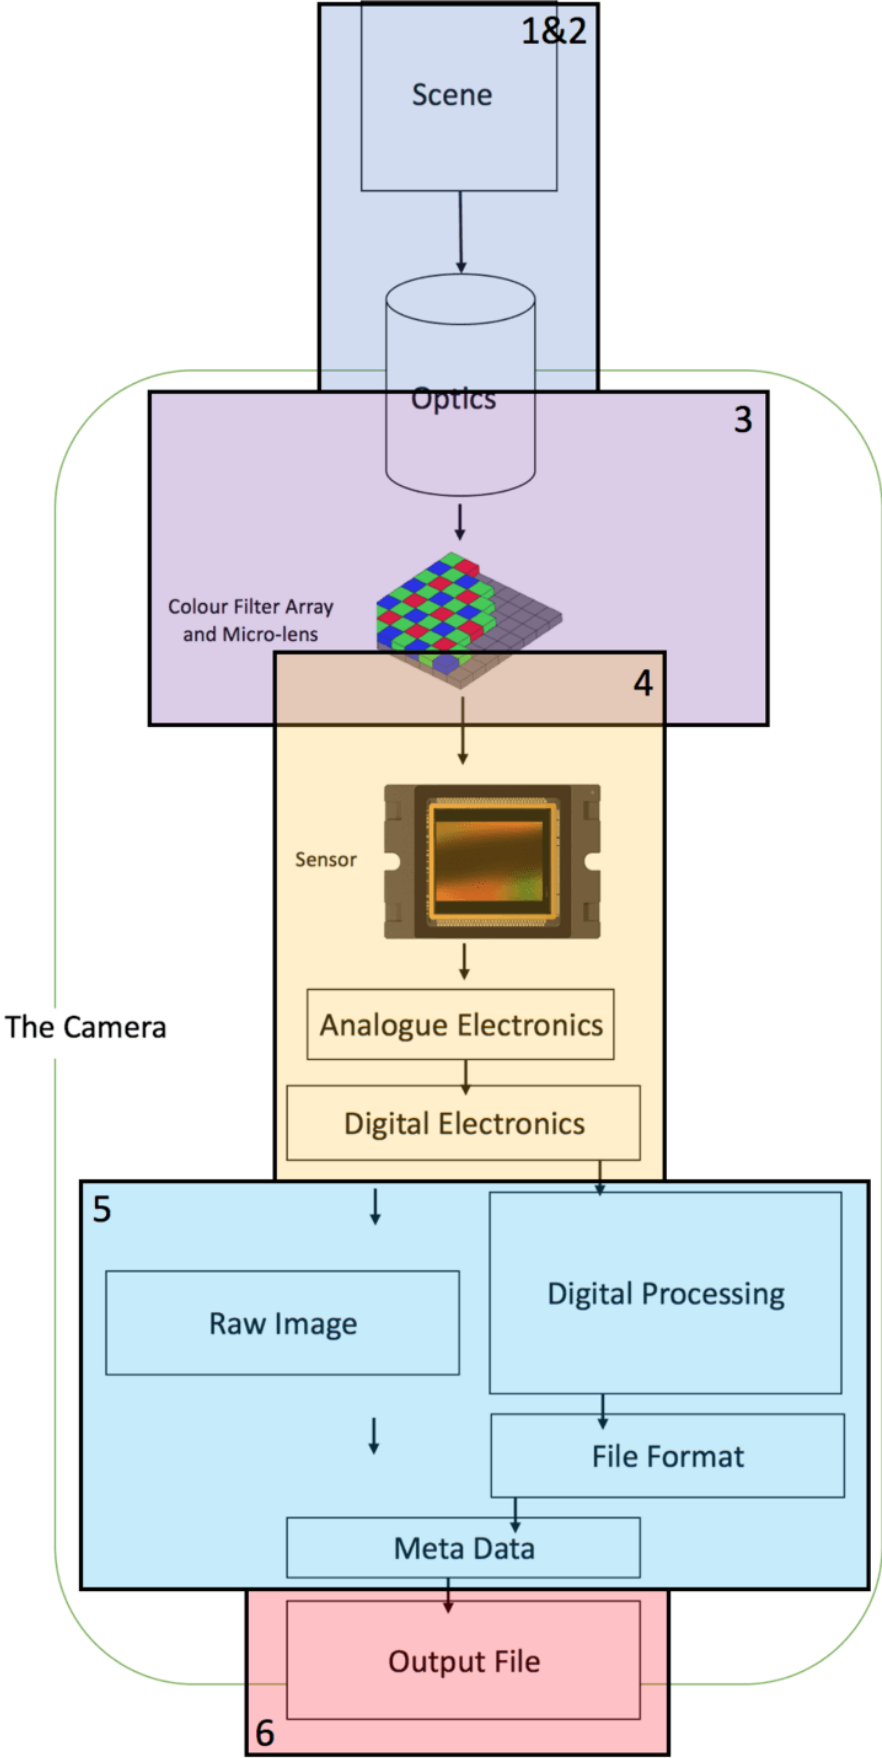 1&2
Scene
Optics
3
Colour Filter Array
and Micro-lens
4
Sensor
Analogue Electronics
The Camera
Digital Electronics
5
Digital Processing
Raw Image
File Format
Meta Data
Output File
6